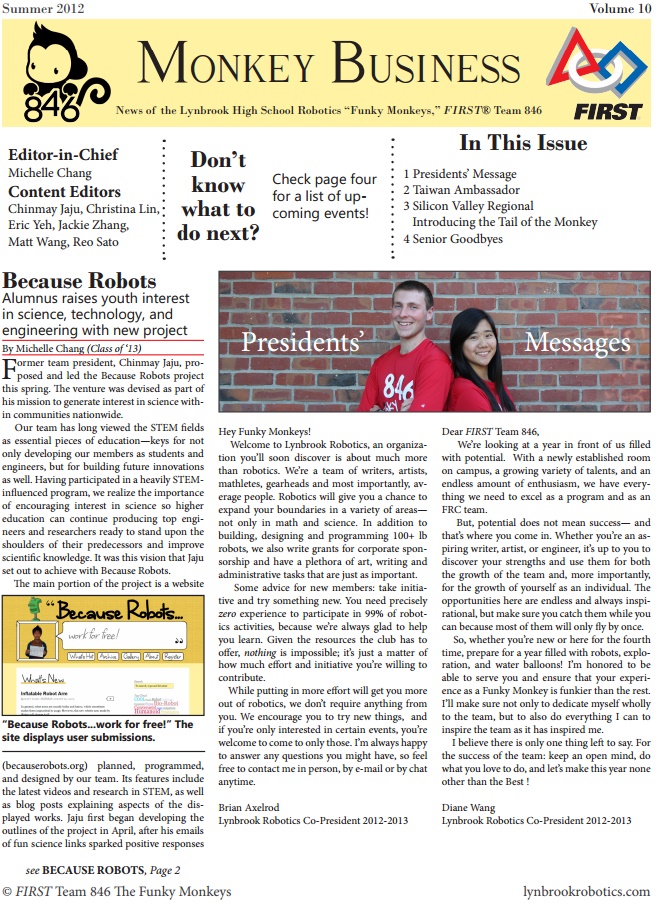 Summer 2012
Volume 10
846
MONKEY BUSINESS
FIRST
News of the Lynbrook High School Robotics “Funky Monkeys,” FIRST® Team 846
Editor-in-Chief
Michelle Chang
Content Editors
Chinmay Jaju, Christina Lin,
Eric Yeh, Jackie Zhang,
Matt Wang, Reo Sato
Don’t
know
what to
do next?
Check page four
for a list of up-
coming events!
In This Issue
1 Presidents’ Message
2 Taiwan Ambassador
3 Silicon Valley Regional
Introducing the Tail of the Monkey
4 Senior Goodbyes
Because Robots
Alumnus raises youth interest
in science, technology, and
engineering with new project
By Michelle Chang (Class of ‘13)
Former team president, Chinmay Jaju, pro-
posed and led the Because Robots project
this spring. The venture was devised as part of
his mission to generate interest in science with-
in communities nationwide.
Our team has long viewed the STEM fields
as essential pieces of education—keys for not
only developing our members as students and
engineers, but for building future innovations
as well. Having participated in a heavily STEM-
influenced program, we realize the importance
of encouraging interest in science so higher
education can continue producing top engi-
neers and researchers ready to stand upon the
shoulders of their predecessors and improve
scientific knowledge. It was this vision that Jaju
set out to achieve with Because Robots.
The main portion of the project is a website
“Because Robots...
work for free!
”
What's Hot
Archive
Gallery
About
Register
What's New
Inflatable Robot Arm
“Because Robots...work for free!” The
site displays user submissions.
(becauserobots.org) planned, programmed,
and designed by our team. Its features include
the latest videos and research in STEM, as well
as blog posts explaining aspects of the dis-
played works. Jaju first began developing the
outlines of the project in April, after his emails
of fun science links sparked positive responses
see BECAUSE ROBOTS, Page 2
Presidents’ Messages
846
Hey Funky Monkeys!
Welcome to Lynbrook Robotics, an organiza-
tion you’ll soon discover is about much more
than robotics. We’re a team of writers, artists,
mathletes, gearheads and most importantly, av-
erage people. Robotics will give you a chance to
expand your boundaries in a variety of areas—
not only in math and science. In addition to
building, designing and programming 100+ lb
robots, we also write grants for corporate spon-
sorship and have a plethora of art, writing and
administrative tasks that are just as important.
Some advice for new members: take initia-
tive and try something new. You need precisely
zero experience to participate in 99% of robot-
ics activities, because we’re always glad to help
you learn. Given the resources the club has to
offer, nothing is impossible; it’s just a matter of
how much effort and initiative you’re willing to
contribute.
While putting in more effort will get you more
out of robotics, we don’t require anything from
you. We encourage you to try new things, and
if you’re only interested in certain events, you’re
welcome to come to only those. I’m always happy
to answer any questions you might have, so feel
free to contact me in person, by e-mail or by chat
anytime.
Brian Axelrod
Lynbrook Robotics Co-President 2012-2013
Dear FIRST Team 846,
We’re looking at a year in front of us filled
with potential. With a newly established room
on campus, a growing variety of talents, and an
endless amount of enthusiasm, we have every-
thing we need to excel as a program and as an
FRC team.
But, potential does not mean success— and
that’s where you come in. Whether you’re an as-
piring writer, artist, or engineer, it’s up to you to
discover your strengths and use them for both
the growth of the team and, more importantly,
for the growth of yourself as an individual. The
opportunities here are endless and always inspi-
rational, but make sure you catch them while you
can because most of them will only fly by once.
So, whether you’re new or here for the fourth
time, prepare for a year filled with robots, explo-
ration, and water balloons! I’m honored to be
able to serve you and ensure that your experi-
ence as a Funky Monkey is funkier than the rest.
I’ll make sure not only to dedicate myself wholly
to the team, but to also do everything I can to
inspire the team as it has inspired me.
I believe there is only one thing left to say. For
the success of the team: keep an open mind, do
what you love to do, and let’s make this year none
other than the Best !
Diane Wang
Lynbrook Robotics Co-President 2012-2013
© FIRST Team 846 The Funky Monkeys
lynbrookrobotics.com